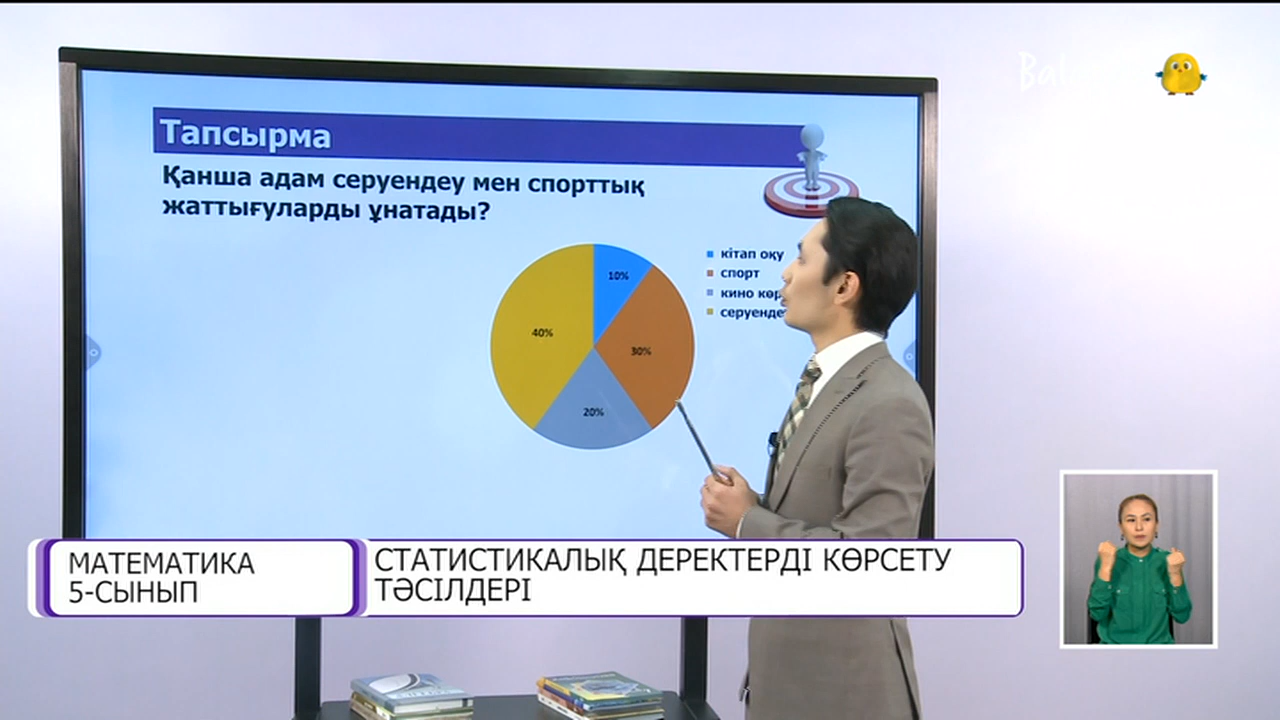 Тапсырма
Қанша адам серуендеу мен спорттық
жаттығуларды ұнатады?
кітап оқу
спорт
кино
10%
40%
30%
20%
МАТЕМАТИКА
5-СЫНЫП
СТАТИСТИКАЛЫҚ ДЕРЕКТЕРДІ КӨРСЕТУ
ТӘСІЛДЕРІ